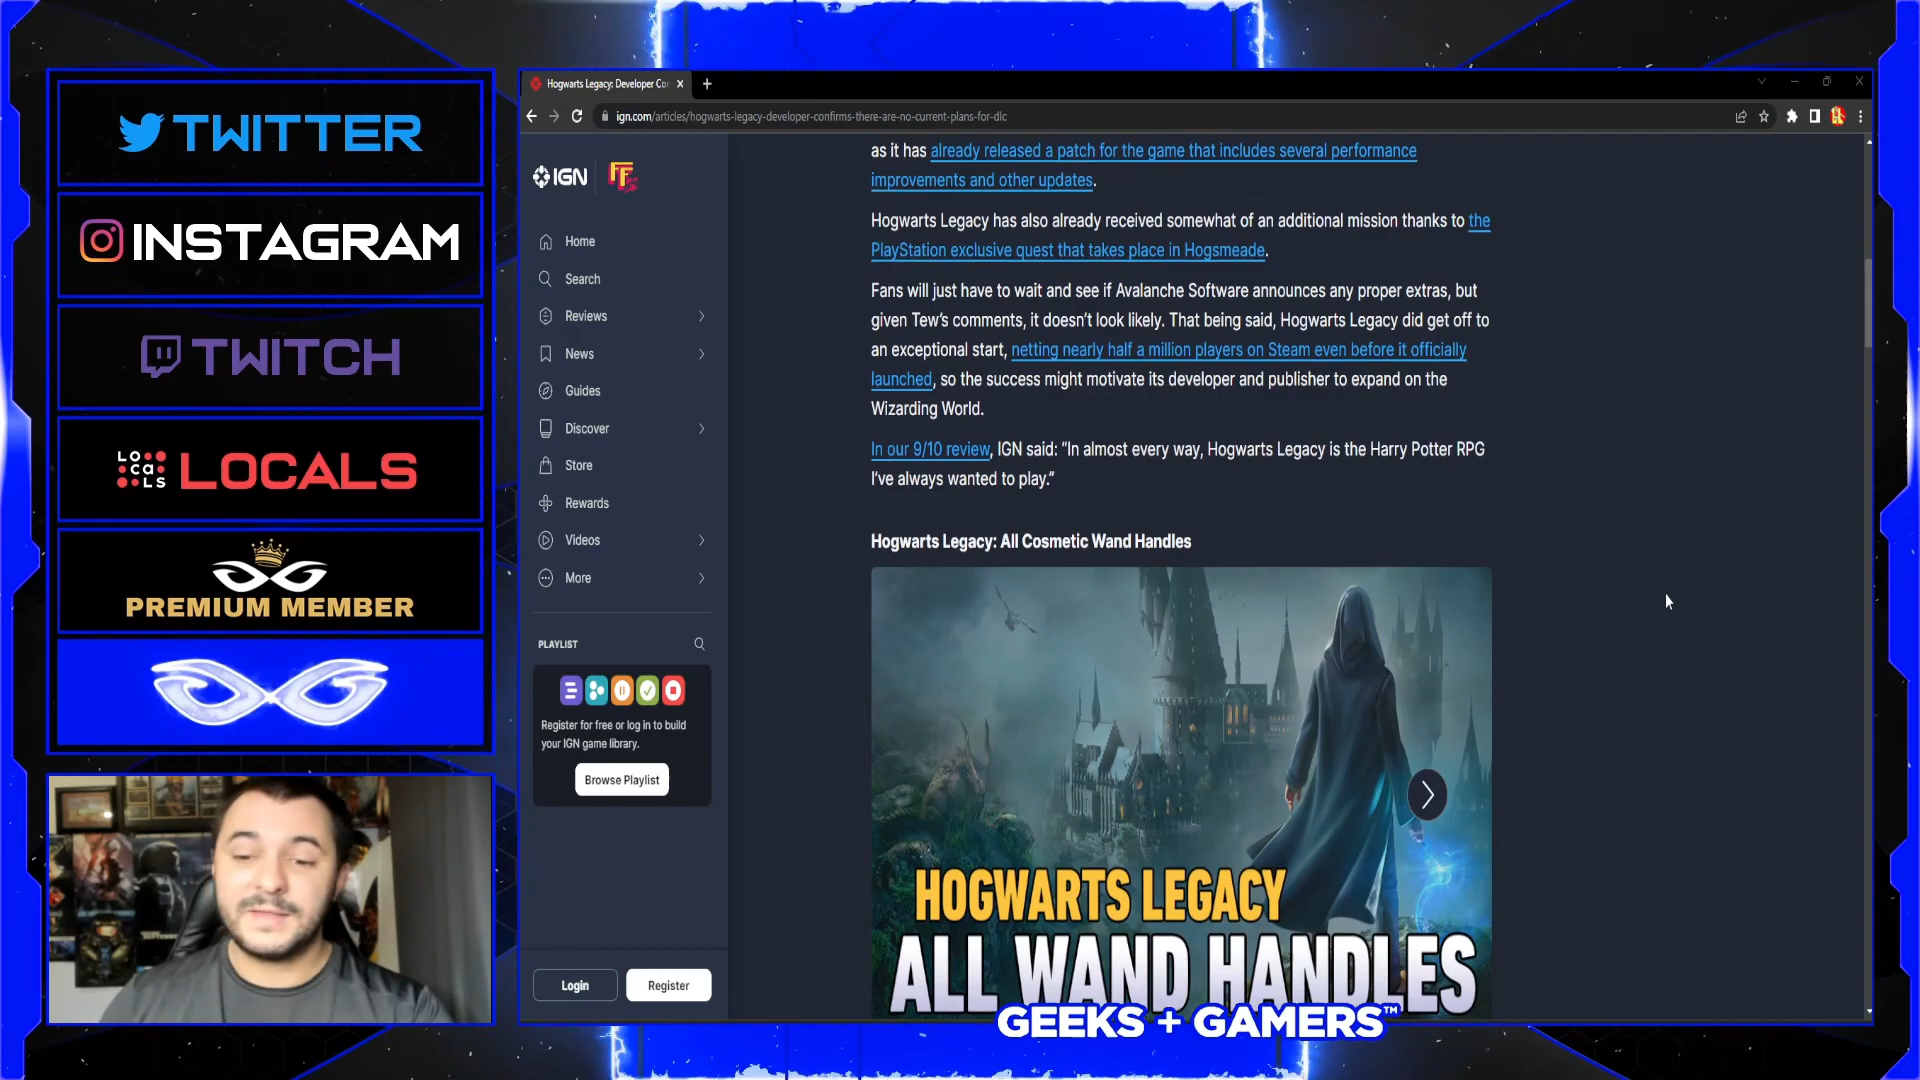 TWITTER
INSTAGRAM
TWITCH
LOCALS
LOCALS
PREMIUM MEMBER
Hogwarts Legacy: Developer Cor
ign.com/articles/hogwarts-legacy-developer-confirms-there-are-no-current-plans-for-dlc
IGN
Home
Search
Reviews
News
Guides
Discover
Store
Rewards
Videos
More
PLAYLIST
Register for free or log in to build
your IGN game library.
Browse Playlist
Login
Register
as it has already released a patch for the game that includes several performance
improvements and other updates.
Hogwarts Legacy has also already received somewhat of an additional mission thanks to the
PlayStation exclusive quest that takes place in Hogsmeade.
Fans will just have to wait and see if Avalanche Software announces any proper extras, but
given Tew's comments, it doesn't look likely. That being said, Hogwarts Legacy did get off to
an exceptional start, netting nearly half a million players on Steam even before it officially
launched, so the success might motivate its developer and publisher to expand on the
Wizarding World.
In our 9/10 review, IGN said: “In almost every way, Hogwarts Legacy is the Harry Potter RPG
I've always wanted to play.”
Hogwarts Legacy: All Cosmetic Wand Handles
HOGWARTS LEGACY
ALL WAND HANDLES
GEEKS + GAMERS™